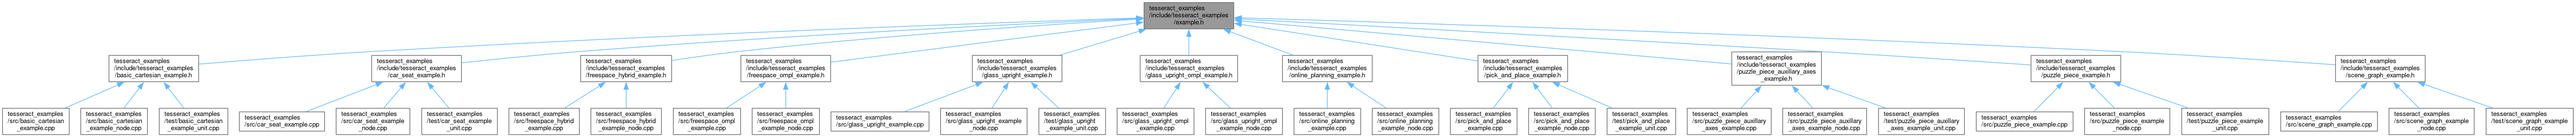 tesseract_examples
/include/tesseract_examples
/example.h
tesseract_examples
/include/tesseract_examples
/basic_cartesian_example.h
tesseract_examples
/include/tesseract_examples
/car_seat_example.h
tesseract_examples
/include/tesseract_examples
/freespace_hybrid_example.h
tesseract_examples
/include/tesseract_examples
/freespace_ompl_example.h
tesseract_examples
/include/tesseract_examples
/glass_upright_example.h
tesseract_examples
/include/tesseract_examples
/glass_upright_ompl_example.h
tesseract_examples
/include/tesseract_examples
/online_planning_example.h
tesseract_examples
/include/tesseract_examples
/pick_and_place_example.h
tesseract_examples
/include/tesseract_examples
/puzzle_piece_auxillary_axes
_example.h
tesseract_examples
/include/tesseract_examples
/puzzle_piece_example.h
tesseract_examples
/include/tesseract_examples
/scene_graph_example.h
tesseract_examples
/src/basic_cartesian
_example.cpp
tesseract_examples
/src/basic_cartesian
_example_node.cpp
tesseract_examples
/test/basic_cartesian
_example_unit.cpp
tesseract_examples
/src/car_seat_example.cpp
tesseract_examples
/src/car_seat_example
_node.cpp
tesseract_examples
/test/car_seat_example
_unit.cpp
tesseract_examples
/src/freespace_hybrid
_example.cpp
tesseract_examples
/src/freespace_hybrid
_example_node.cpp
tesseract_examples
/src/freespace_ompl
_example.cpp
tesseract_examples
/src/freespace_ompl
_example_node.cpp
tesseract_examples
/src/glass_upright_example.cpp
tesseract_examples
/src/glass_upright_example
_node.cpp
tesseract_examples
/test/glass_upright
_example_unit.cpp
tesseract_examples
/src/glass_upright_ompl
_example.cpp
tesseract_examples
/src/glass_upright_ompl
_example_node.cpp
tesseract_examples
/src/online_planning
_example.cpp
tesseract_examples
/src/online_planning
_example_node.cpp
tesseract_examples
/src/pick_and_place
_example.cpp
tesseract_examples
/src/pick_and_place
_example_node.cpp
tesseract_examples
/test/pick_and_place
_example_unit.cpp
tesseract_examples
/src/puzzle_piece_auxillary
_axes_example.cpp
tesseract_examples
/src/puzzle_piece_auxillary
_axes_example_node.cpp
tesseract_examples
/test/puzzle_piece_auxillary
_axes_example_unit.cpp
tesseract_examples
/src/puzzle_piece_example.cpp
tesseract_examples
/src/puzzle_piece_example
_node.cpp
tesseract_examples
/test/puzzle_piece_example
_unit.cpp
tesseract_examples
/src/scene_graph_example.cpp
tesseract_examples
/src/scene_graph_example
_node.cpp
tesseract_examples
/test/scene_graph_example
_unit.cpp